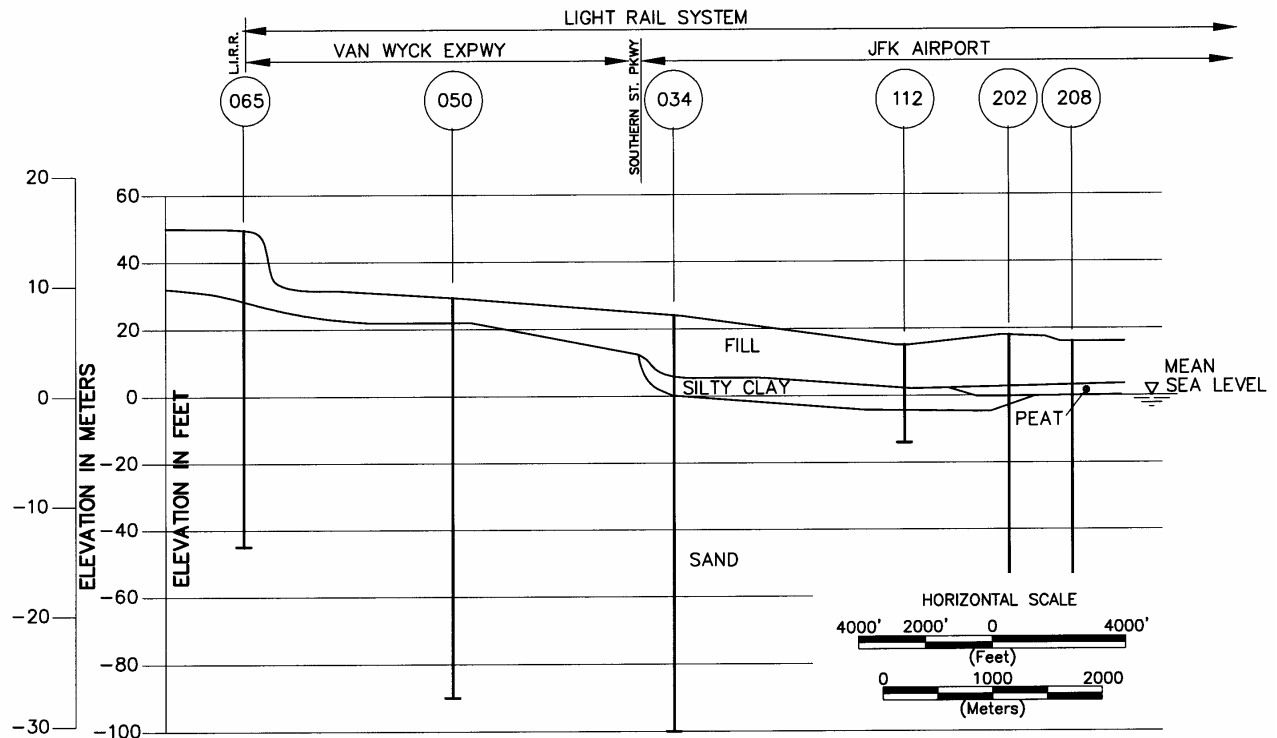 LIGHT RAIL SYSTEM
L.I.R.R.
VAN WYCK EXPWY
SOUTHERN ST. PKWY
JFK AIRPORT
065
050
034
112
202
208
20
10
0
-10
-20
-30
ELEVATION IN METERS
60
40
20
0
-20
-40
-60
-80
-100
ELEVATION IN FEET
FILL
SILTY CLAY
PEAT
MEAN
SEA LEVEL
SAND
HORIZONTAL SCALE
4000' 2000' 0 4000'
(Feet)
0 1000 2000
(Meters)